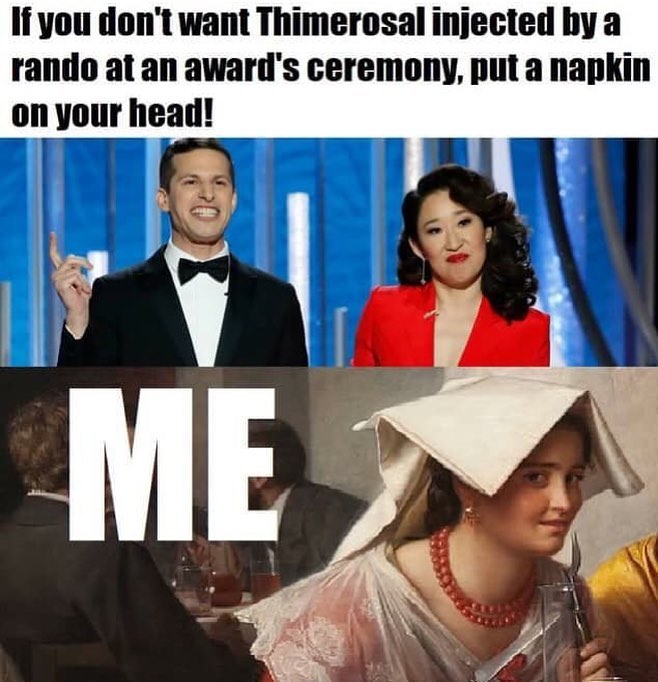 If you don't want Thimerosal injected by a
rando at an award's ceremony, put a napkin
on your head!
ME